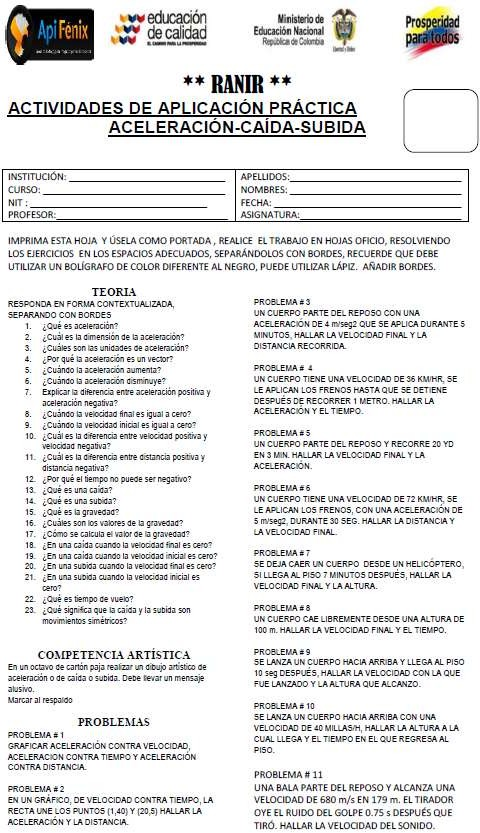 ApiFénix
educación
de calidad
EL CAMINO PARA LA PROSPERIDAD
Ministerio de
Educación Nacional
República de Colombia
Libertad y Orden
Prosperidad
para todos
** RANIR **
ACTIVIDADES DE APLICACIÓN PRÁCTICA
ACELERACIÓN-CAÍDA-SUBIDA
INSTITUCIÓN:
CURSO:
NIT :
PROFESOR:
APELLIDOS:
NOMBRES:
FECHA:
ASIGNATURA:
IMPRIMA ESTA HOJA Y ÚSELA COMO PORTADA , REALICE EL TRABAJO EN HOJAS OFICIO, RESOLVIENDO
LOS EJERCICIOS EN LOS ESPACIOS ADECUADOS, SEPARÁNDOLOS CON BORDES, RECUERDE QUE DEBE
UTILIZAR UN BOLÍGRAFO DE COLOR DIFERENTE AL NEGRO, PUEDE UTILIZAR LÁPIZ. AÑADIR BORDES.
TEORIA
RESPONDA EN FORMA CONTEXTUALIZADA,
SEPARANDO CON BORDES
1. ¿Qué es aceleración?
2. ¿Cuál es la dimensión de la aceleración?
3. ¿Cuáles son las unidades de aceleración?
4. ¿Por qué la aceleración es un vector?
5. ¿Cuándo la aceleración aumenta?
6. ¿Cuándo la aceleración disminuye?
7. Explicar la diferencia entre aceleración positiva y
aceleración negativa?
8. ¿Cuándo la velocidad final es igual a cero?
9. ¿Cuándo la velocidad inicial es igual a cero?
10. ¿Cuál es la diferencia entre velocidad positiva y
velocidad negativa?
11. ¿Cuál es la diferencia entre distancia positiva y
distancia negativa?
12. ¿Por qué el tiempo no puede ser negativo?
13. ¿Qué es una caída?
14. ¿Qué es una subida?
15. ¿Qué es la gravedad?
16. ¿Cuáles son los valores de la gravedad?
17. ¿Cómo se calcula el valor de la gravedad?
18. ¿En una caída cuando la velocidad final es cero?
19. ¿En una caída cuando la velocidad inicial es cero?
20. ¿En una subida cuando la velocidad final es cero?
21. ¿En una subida cuando la velocidad inicial es
cero?
22. ¿Qué es tiempo de vuelo?
23. ¿Qué significa que la caída y la subida son
movimientos simétricos?
COMPETENCIA ARTÍSTICA
En un octavo de cartón paja realizar un dibujo artístico de
aceleración o de caída o subida. Debe llevar un mensaje
alusivo.
Marcar al respaldo
PROBLEMAS
PROBLEMA # 1
GRAFICAR ACELERACIÓN CONTRA VELOCIDAD,
ACELERACION CONTRA TIEMPO Y ACELERACIÓN
CONTRA DISTANCIA.
PROBLEMA # 2
EN UN GRÁFICO, DE VELOCIDAD CONTRA TIEMPO, LA
RECTA UNE LOS PUNTOS (1,40) Y (20,5) HALLAR LA
ACELERACIÓN Y LA DISTANCIA.
PROBLEMA # 3
UN CUERPO PARTE DEL REPOSO CON UNA
ACELERACIÓN DE 4 m/seg2 QUE SE APLICA DURANTE 5
MINUTOS, HALLAR LA VELOCIDAD FINAL Y LA
DISTANCIA RECORRIDA.
PROBLEMA # 4
UN CUERPO TIENE UNA VELOCIDAD DE 36 KM/HR, SE
LE APLICAN LOS FRENOS HASTA QUE SE DETIENE
DESPUÉS DE RECORRER 1 METRO. HALLAR LA
ACELERACIÓN Y EL TIEMPO.
PROBLEMA # 5
UN CUERPO PARTE DEL REPOSO Y RECORRE 20 YD
EN 3 MIN. HALLAR LA VELOCIDAD FINAL Y LA
ACELERACIÓN.
PROBLEMA # 6
UN CUERPO TIENE UNA VELOCIDAD DE 72 KM/HR, SE
LE APLICAN LOS FRENOS, CON UNA ACELERACIÓN DE
5 m/seg2, DURANTE 30 SEG. HALLAR LA DISTANCIA Y
LA VELOCIDAD FINAL.
PROBLEMA # 7
SE DEJA CAER UN CUERPO DESDE UN HELICÓPTERO,
SI LLEGA AL PISO 7 MINUTOS DESPUÉS, HALLAR LA
VELOCIDAD FINAL Y LA ALTURA.
PROBLEMA # 8
UN CUERPO CAE LIBREMENTE DESDE UNA ALTURA DE
100 m. HALLAR LA VELOCIDAD FINAL Y EL TIEMPO.
PROBLEMA # 9
SE LANZA UN CUERPO HACIA ARRIBA Y LLEGA AL PISO
10 seg DESPUÉS, HALLAR LA VELOCIDAD CON LA QUE
FUE LANZADO Y LA ALTURA QUE ALCANZO.
PROBLEMA # 10
SE LANZA UN CUERPO HACIA ARRIBA CON UNA
VELOCIDAD DE 40 MILLAS/H, HALLAR LA ALTURA A LA
CUAL LLEGA Y EL TIEMPO EN EL QUE REGRESA AL
PISO.
PROBLEMA # 11
UNA BALA PARTE DEL REPOSO Y ALCANZA UNA
VELOCIDAD DE 680 m/s EN 179 m. EL TIRADOR
OYE EL RUIDO DEL GOLPE 0.75 s DESPUÉS QUE
TIRÓ. HALLAR LA VELOCIDAD DEL SONIDO.